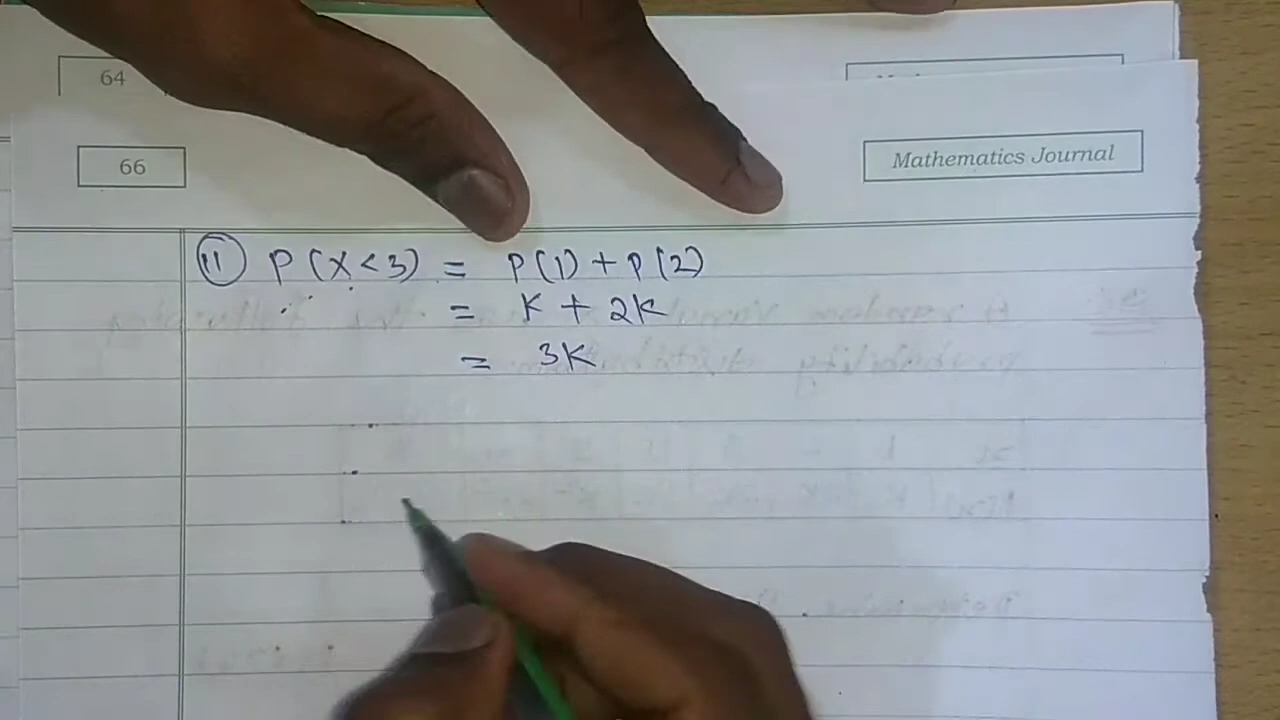 64
66
Mathematics Journal
(ii) P(X<3) = P(1)+P(2)
= K + 2K
= 3K